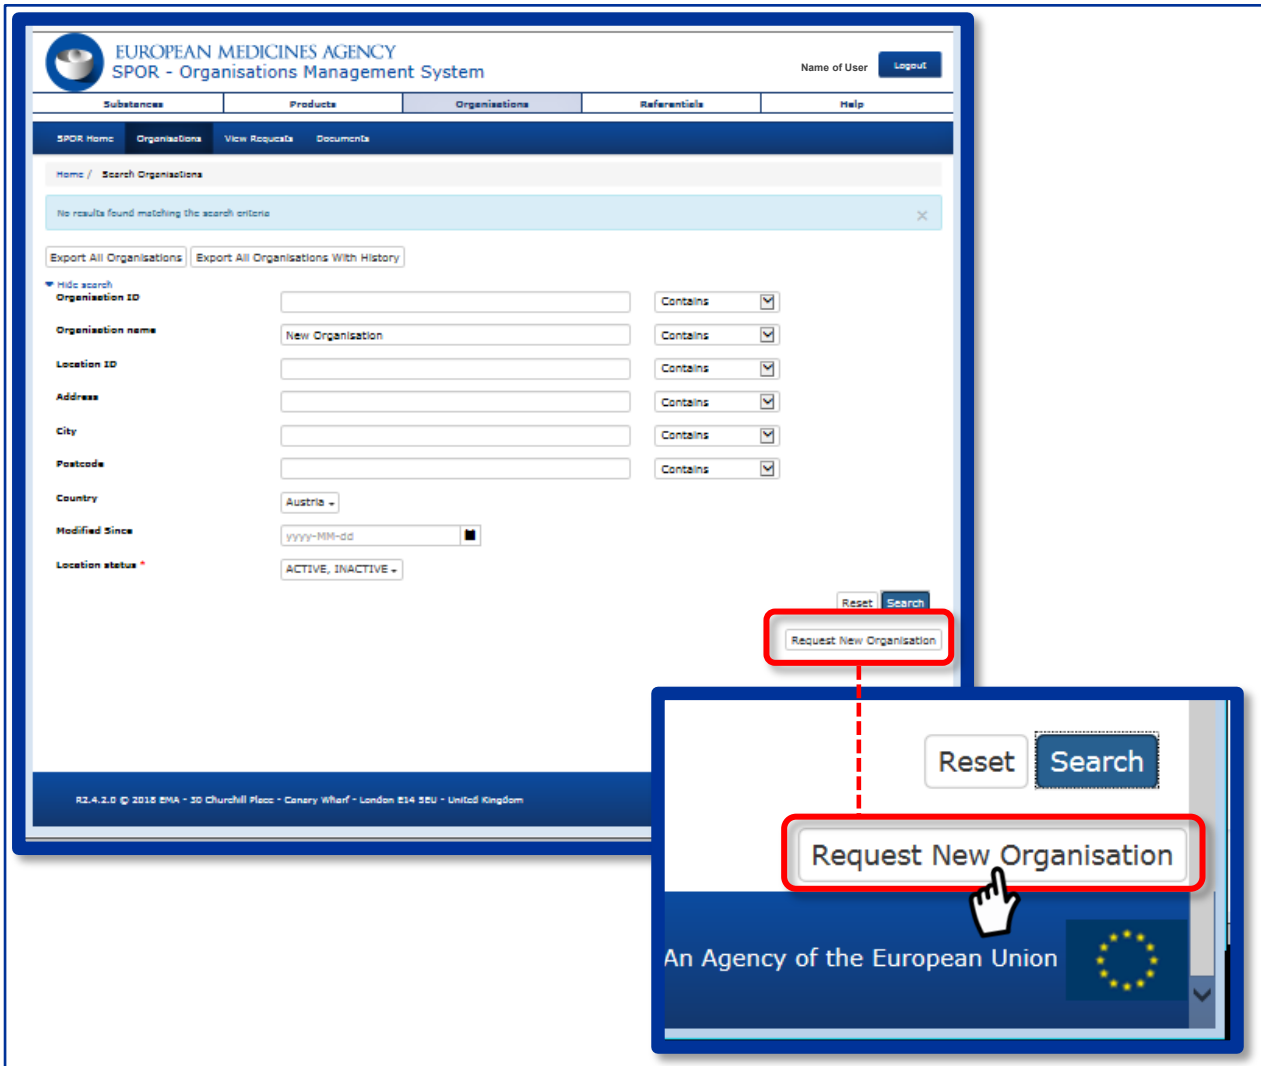 EUROPEAN MEDICINES AGENCY
SPOR - Organisations Management System
Name of User
Logout
Substances Products Organisations Referentials Help
SPOR Home Organisations View Requests Documents
Home / Search Organisations
No results found matching the search criteria ×
Export All Organisations Export All Organisations With History
Hide search
Organisation ID Contains
Organisation name New Organisation Contains
Location ID Contains
Address Contains
City Contains
Postcode Contains
Country Austria
Modified Since yyyy-MM-dd
Location status * ACTIVE, INACTIVE
Reset Search
Request New Organisation
R2.4.2.0 © 2018 EMA - 30 Churchill Place - Canary Wharf - London E14 5EU - United Kingdom
Reset Search
Request New Organisation
An Agency of the European Union